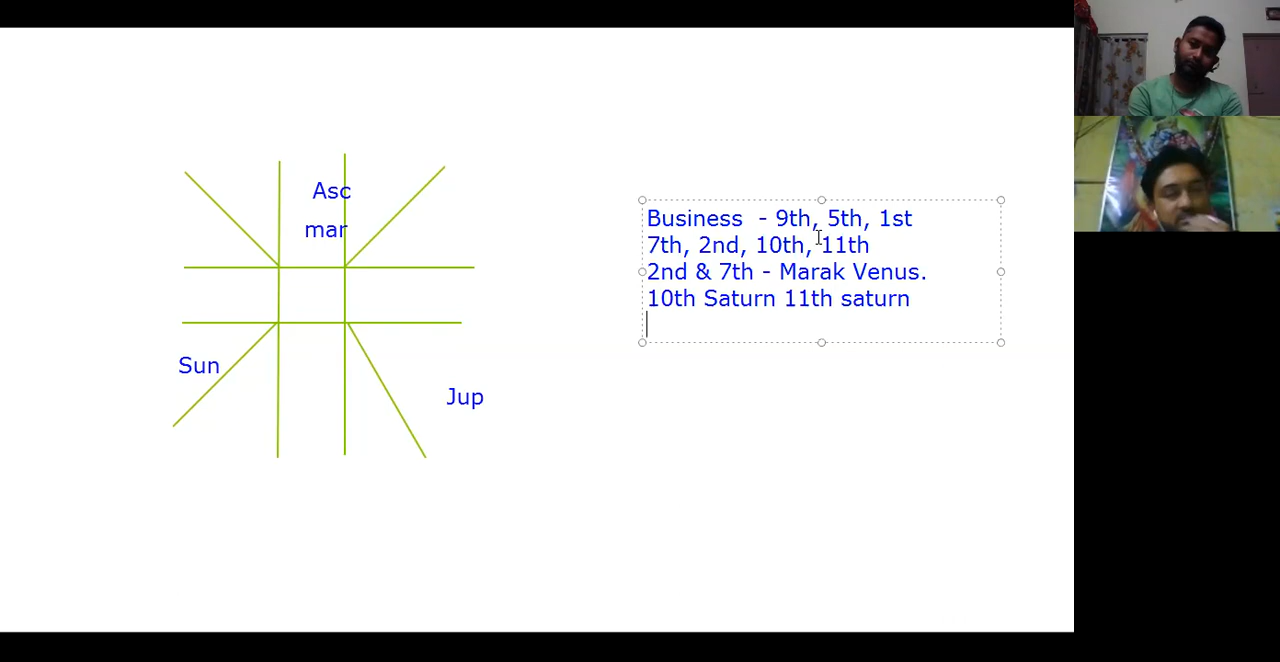 Asc
mar
Sun
Jup
Business - 9th, 5th, 1st
7th, 2nd, 10th, 11th
2nd & 7th - Marak Venus.
10th Saturn 11th saturn